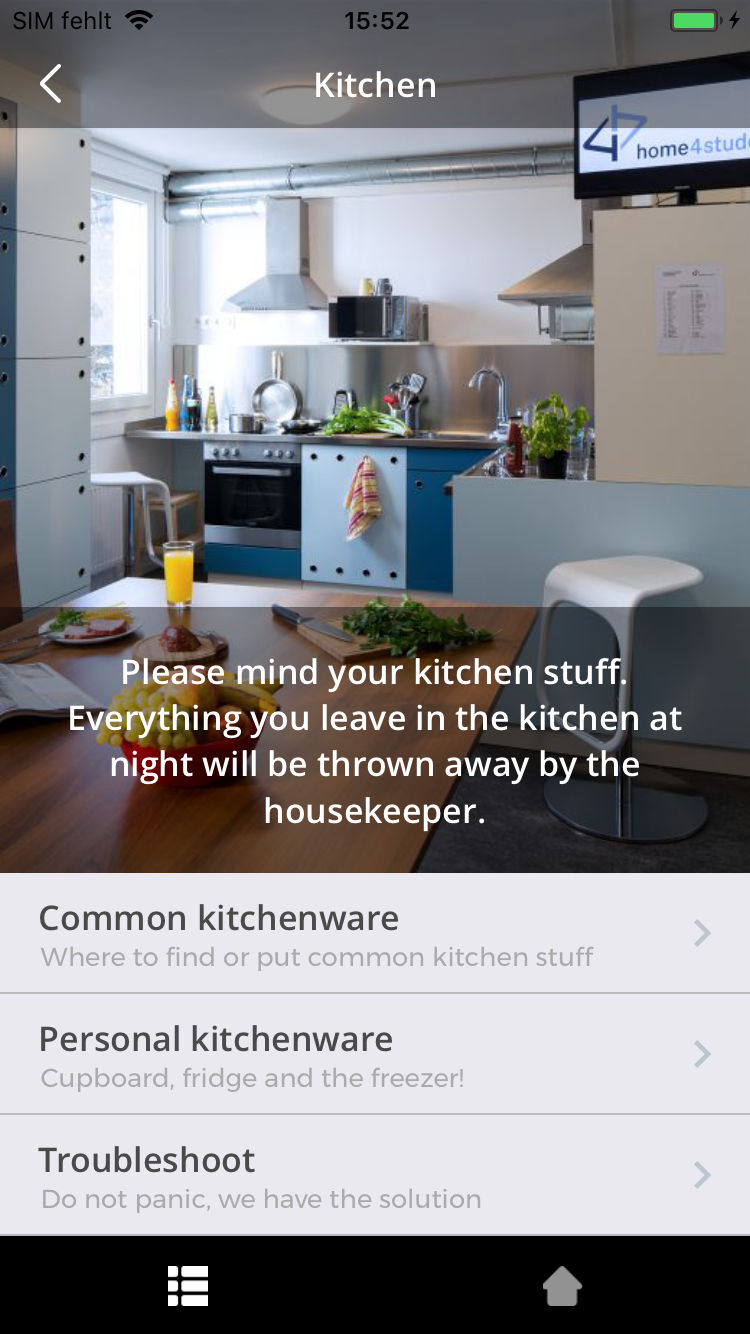 SIM fehlt
15:52
Kitchen
home4stud
Please mind your kitchen stuff.
Everything you leave in the kitchen at
night will be thrown away by the
housekeeper.
Common kitchenware
Where to find or put common kitchen stuff
Personal kitchenware
Cupboard, fridge and the freezer!
Troubleshoot
Do not panic, we have the solution